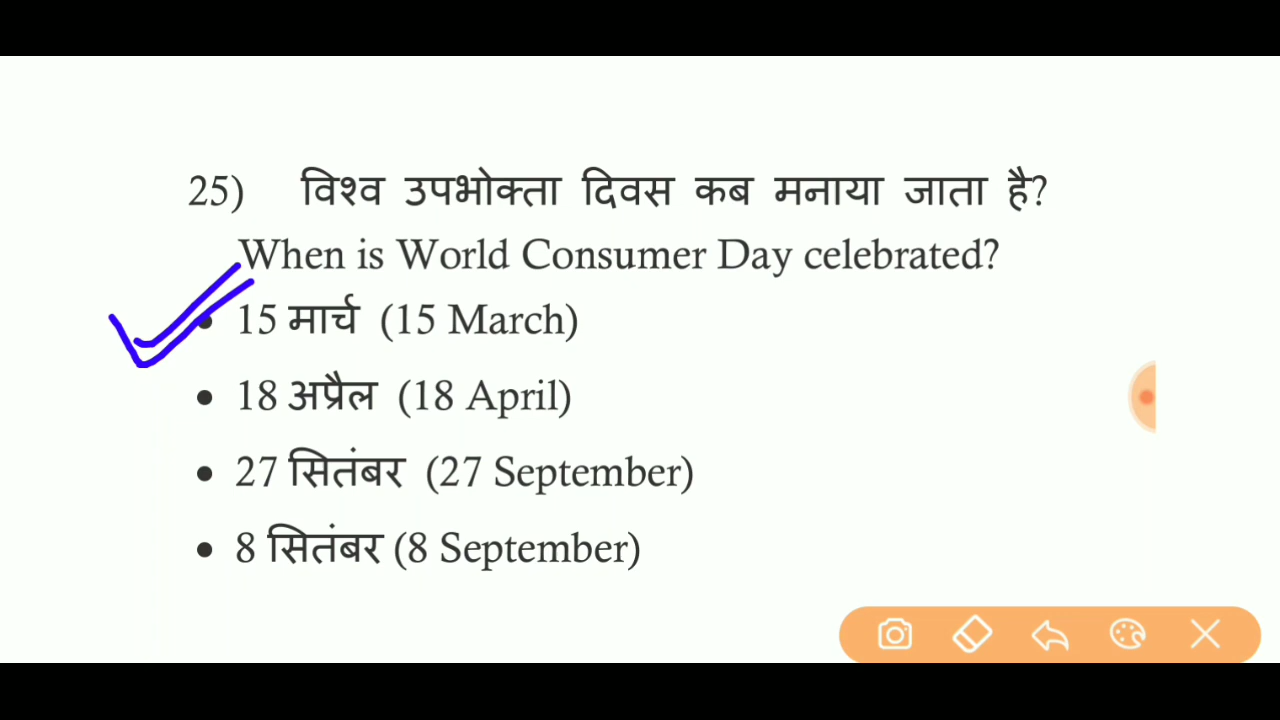 25) विश्व उपभोक्ता दिवस कब मनाया जाता है?
When is World Consumer Day celebrated?
• 15 मार्च (15 March)
• 18 अप्रैल (18 April)
• 27 सितंबर (27 September)
• 8 सितंबर (8 September)